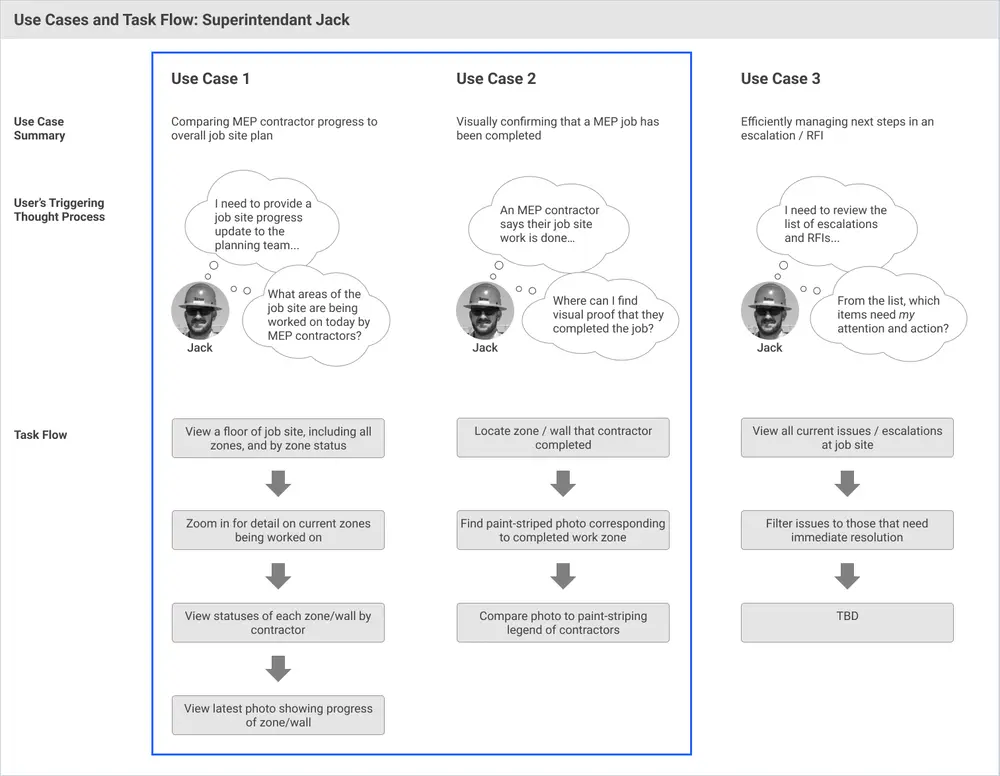 Use Cases and Task Flow: Superintendant Jack
Use Case 1
Use Case 2
Use Case 3
Use Case
Summary
Comparing MEP contractor progress to
overall job site plan
Visually confirming that a MEP job has
been completed
Efficiently managing next steps in an
escalation / RFI
User's Triggering
Thought Process
I need to provide a
job site progress
update to the
planning team...
What areas of the
job site are being
worked on today by
MEP contractors?
Jack
An MEP contractor
says their job site
work is done...
Where can I find
visual proof that they
completed the job?
Jack
I need to review the
list of escalations
and RFIs...
From the list, which
items need my
attention and action?
Jack
Task Flow
View a floor of job site, including all
zones, and by zone status
Zoom in for detail on current zones
being worked on
View statuses of each zone/wall by
contractor
View latest photo showing progress
of zone/wall
Locate zone / wall that contractor
completed
Find paint-striped photo corresponding
to completed work zone
Compare photo to paint-striping
legend of contractors
View all current issues / escalations
at job site
Filter issues to those that need
immediate resolution
TBD